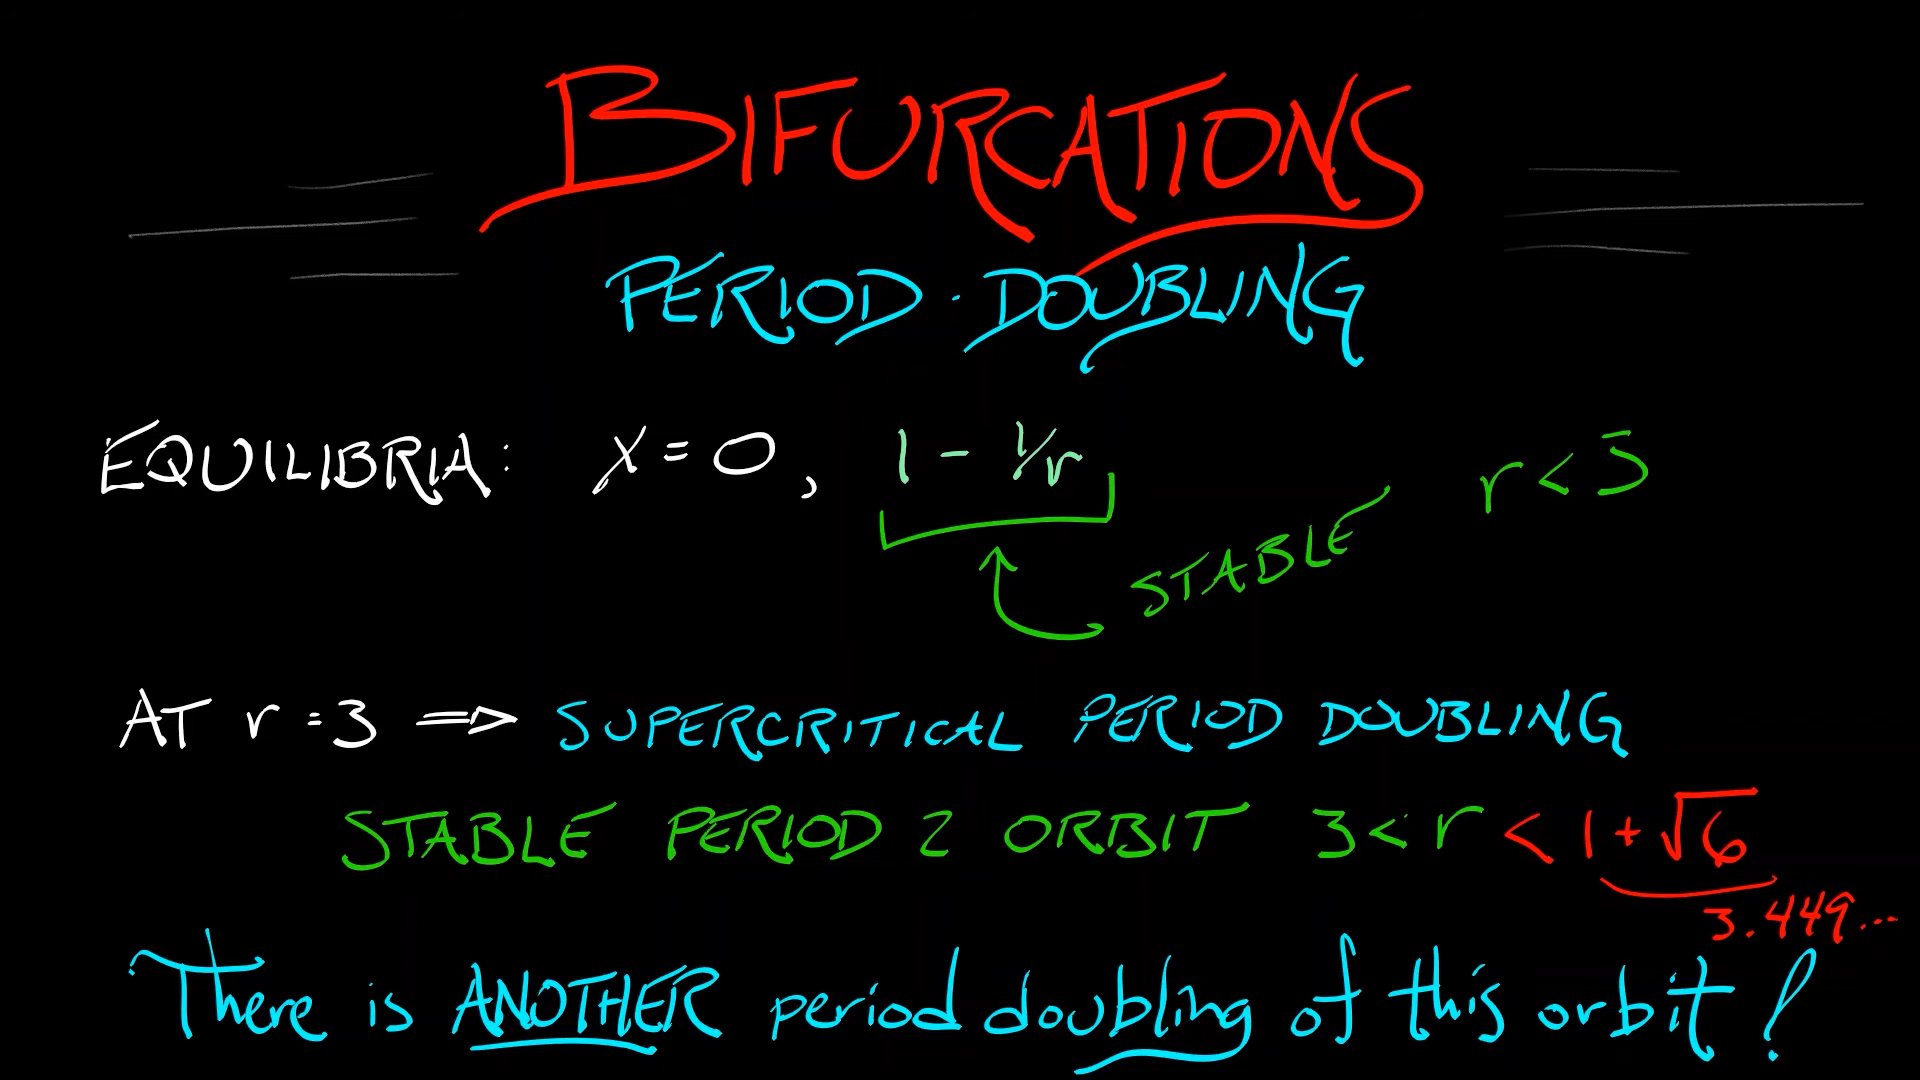 BIFURCATIONS
PERIOD-DOUBLING
EQUILIBRIA: x = 0, 1 - 1/r r < 3
STABLE
AT r = 3 ⇒ SUPERCRITICAL PERIOD DOUBLING
STABLE PERIOD 2 ORBIT 3 < r < 1 + √6
3.449...
There is ANOTHER period doubling of this orbit!